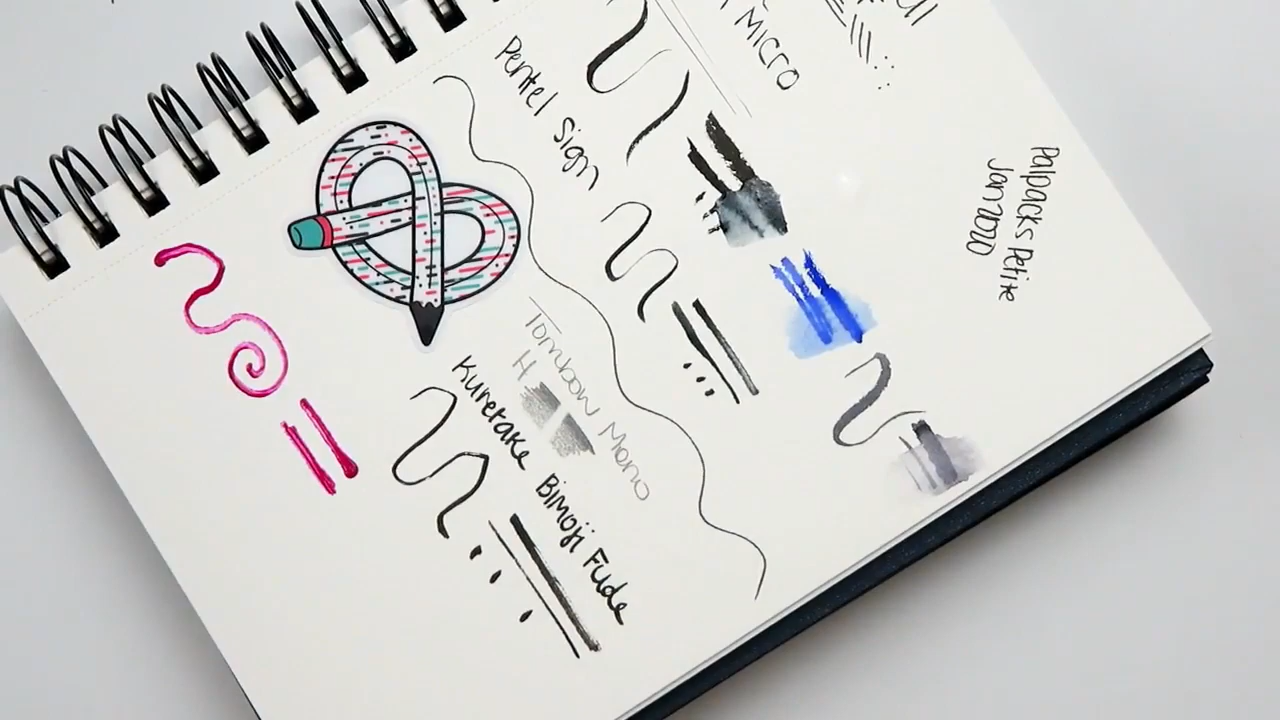 MICRO
Pentel Sign
Palpacks Petite
Jan 2020
Tombow Mono
H
Kuretake Bimoji Fude